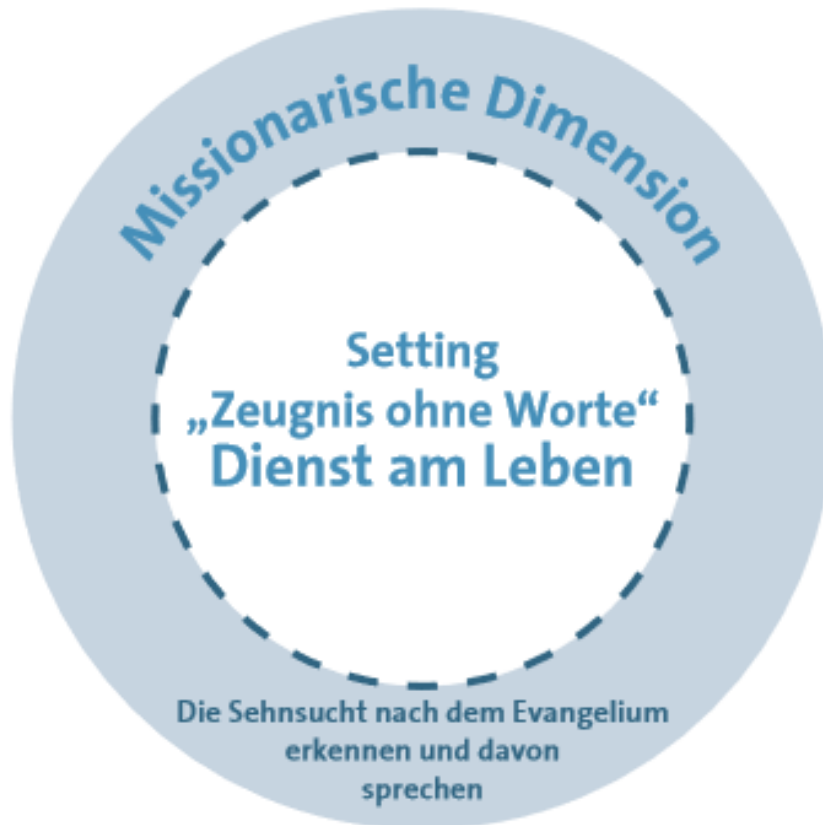 Missionarische Dimension
Setting
„Zeugnis ohne Worte“
Dienst am Leben
Die Sehnsucht nach dem Evangelium
erkennen und davon
sprechen